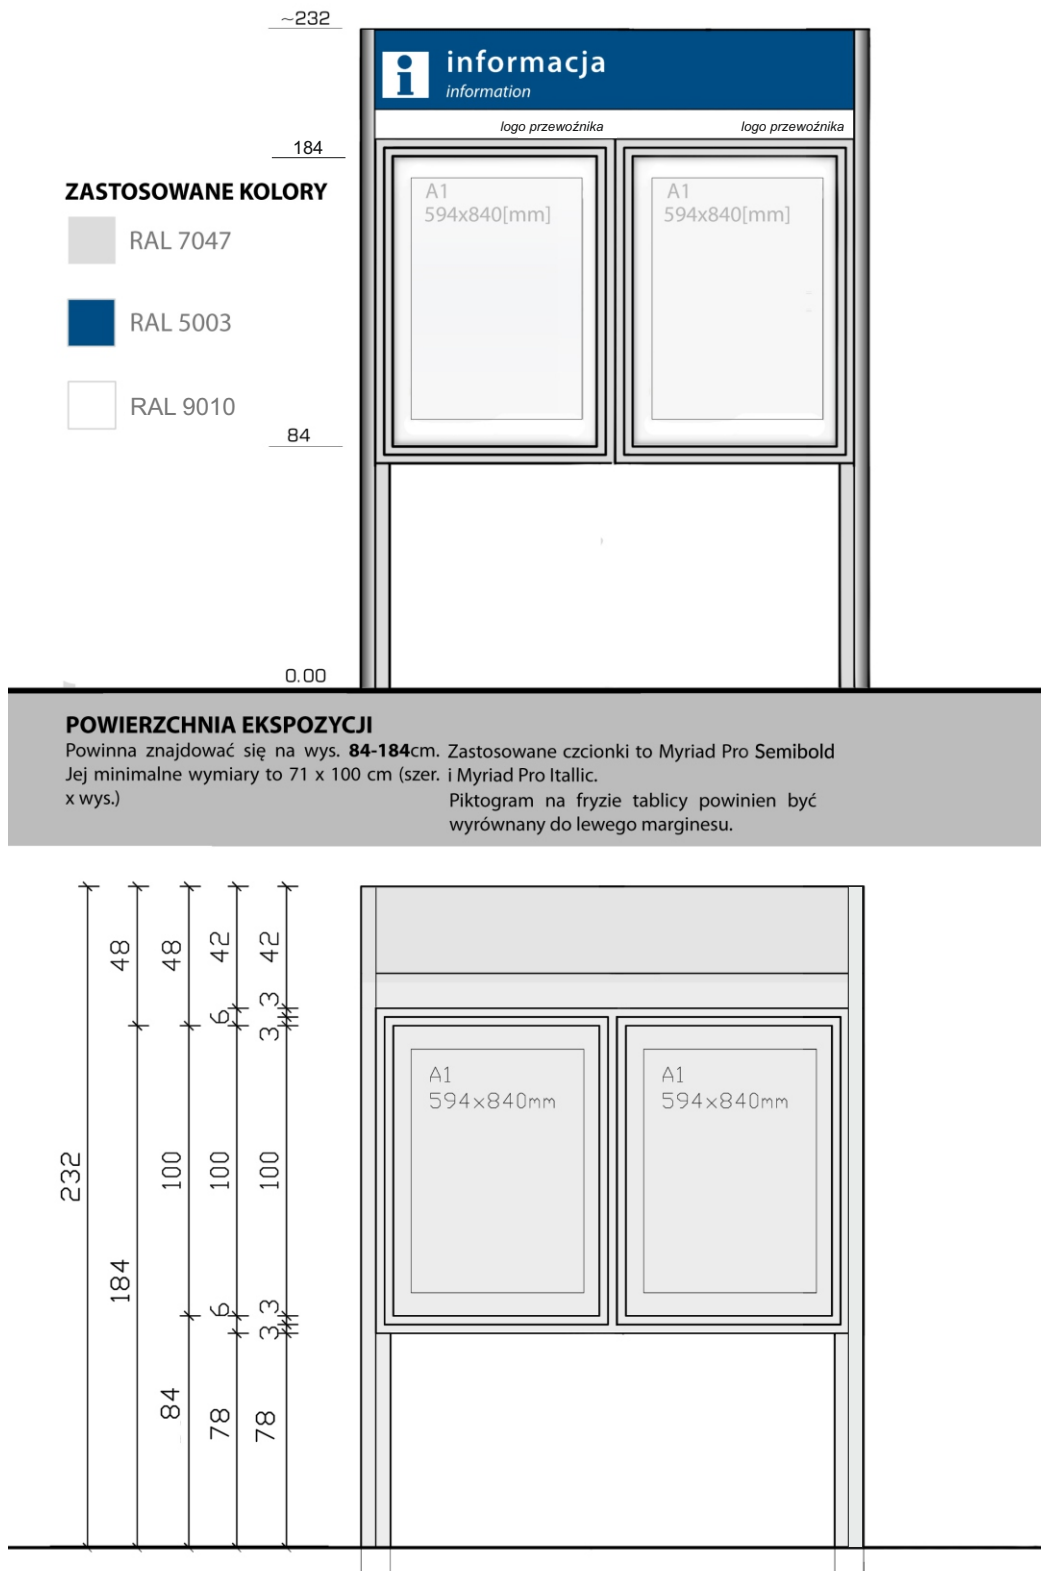 ~232
informacja
information
logo przewoźnika logo przewoźnika
184
ZASTOSOWANE KOLORY
A1
594x840[mm]
A1
594x840[mm]
RAL 7047
RAL 5003
RAL 9010
84
0.00
POWIERZCHNIA EKSPOZYCJI
Powinna znajdować się na wys. 84-184cm.
Jej minimalne wymiary to 71 x 100 cm (szer.
x wys.)
Zastosowane czcionki to Myriad Pro Semibold
i Myriad Pro Itallic.
Piktogram na fryzie tablicy powinien być
wyrównany do lewego marginesu.
48 48 42 42
6 3
3
A1
594x840mm
A1
594x840mm
232 184 100 100 100
6 3
3
84 78 78